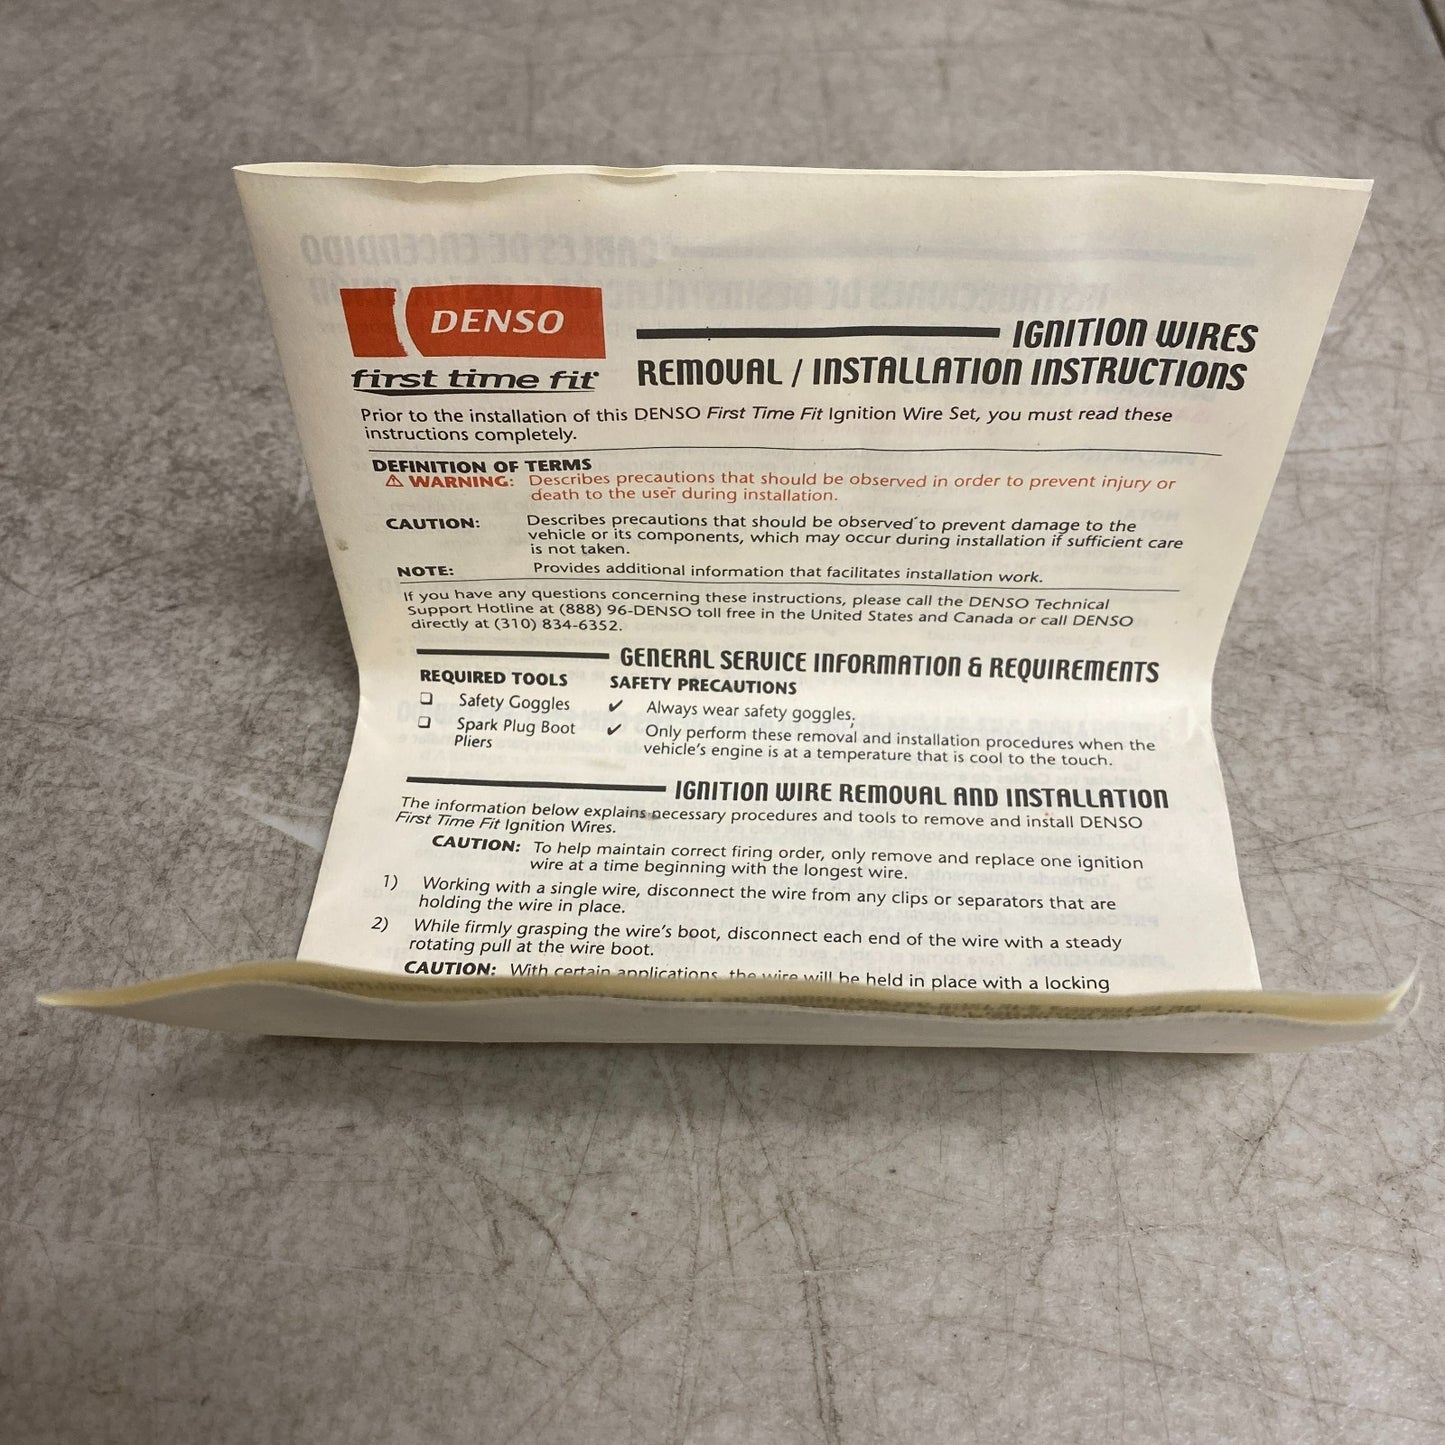 DENSO
first time fit
IGNITION WIRES
REMOVAL / INSTALLATION INSTRUCTIONS
Prior to the installation of this DENSO First Time Fit Ignition Wire Set, you must read these
instructions completely.
DEFINITION OF TERMS
⚠ WARNING: Describes precautions that should be observed in order to prevent injury or
death to the user during installation.
CAUTION: Describes precautions that should be observed to prevent damage to the
vehicle or its components, which may occur during installation if sufficient care
is not taken.
NOTE: Provides additional information that facilitates installation work.
If you have any questions concerning these instructions, please call the DENSO Technical
Support Hotline at (888) 96-DENSO toll free in the United States and Canada or call DENSO
directly at (310) 834-6352.
GENERAL SERVICE INFORMATION & REQUIREMENTS
REQUIRED TOOLS
❑ Safety Goggles
❑ Spark Plug Boot
Pliers
SAFETY PRECAUTIONS
✔ Always wear safety goggles.
✔ Only perform these removal and installation procedures when the
vehicle's engine is at a temperature that is cool to the touch.
IGNITION WIRE REMOVAL AND INSTALLATION
The information below explains necessary procedures and tools to remove and install DENSO
First Time Fit Ignition Wires.
CAUTION: To help maintain correct firing order, only remove and replace one ignition
wire at a time beginning with the longest wire.
1) Working with a single wire, disconnect the wire from any clips or separators that are
holding the wire in place.
2) While firmly grasping the wire's boot, disconnect each end of the wire with a steady
rotating pull at the wire boot.
CAUTION: With certain applications, the wire will be held in place with a locking